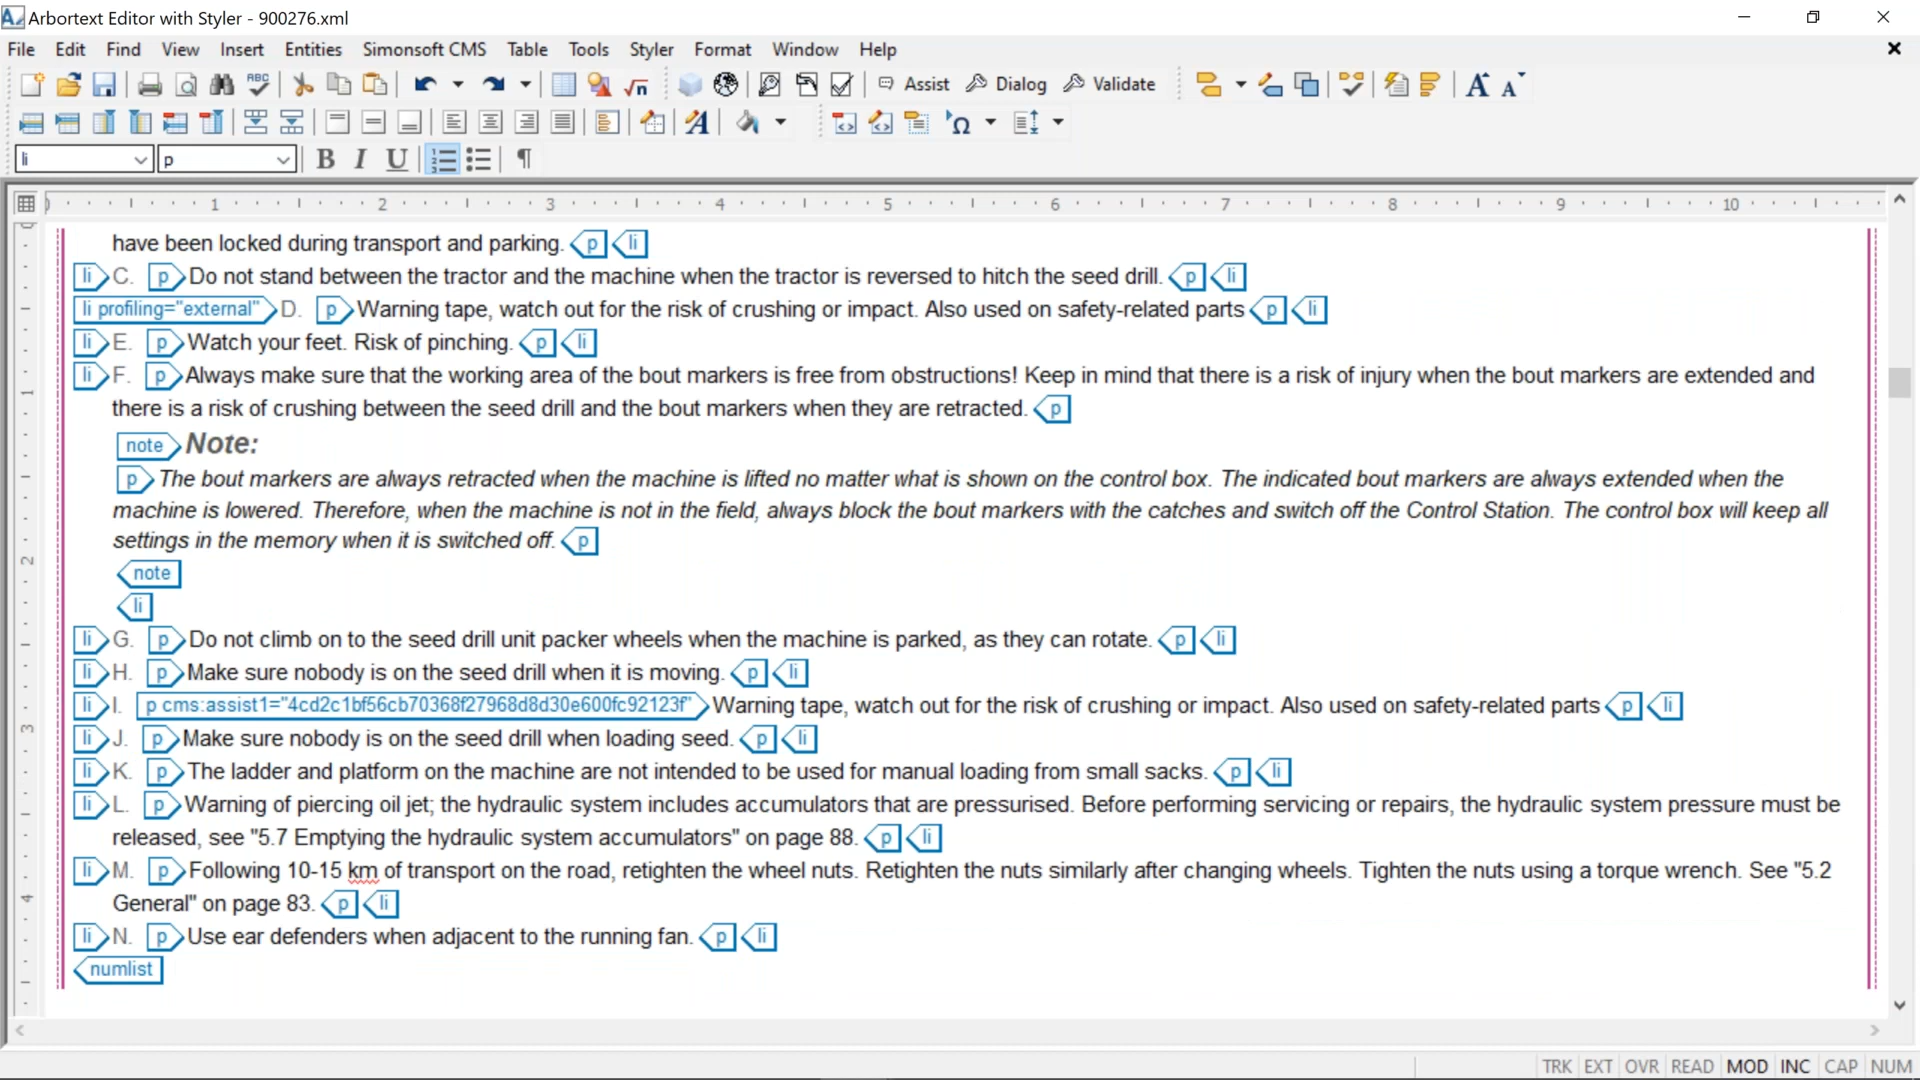 Arbortext Editor with Styler - 900276.xml
File Edit Find View Insert Entities Simonsoft CMS Table Tools Styler Format Window Help
Assist Dialog Validate
li p B I U
1 2 3 4 5 6 7 8 9 10
have been locked during transport and parking. p li
li C. p Do not stand between the tractor and the machine when the tractor is reversed to hitch the seed drill. p li
li profiling="external" D. p Warning tape, watch out for the risk of crushing or impact. Also used on safety-related parts p li
li E. p Watch your feet. Risk of pinching. p li
li F. p Always make sure that the working area of the bout markers is free from obstructions! Keep in mind that there is a risk of injury when the bout markers are extended and
there is a risk of crushing between the seed drill and the bout markers when they are retracted. p
note Note:
p The bout markers are always retracted when the machine is lifted no matter what is shown on the control box. The indicated bout markers are always extended when the
machine is lowered. Therefore, when the machine is not in the field, always block the bout markers with the catches and switch off the Control Station. The control box will keep all
settings in the memory when it is switched off. p
note
li
li G. p Do not climb on to the seed drill unit packer wheels when the machine is parked, as they can rotate. p li
li H. p Make sure nobody is on the seed drill when it is moving. p li
li I. p cms:assist1="4cd2c1bf56cb70368f27968d8d30e600fc92123f" Warning tape, watch out for the risk of crushing or impact. Also used on safety-related parts p li
li J. p Make sure nobody is on the seed drill when loading seed. p li
li K. p The ladder and platform on the machine are not intended to be used for manual loading from small sacks. p li
li L. p Warning of piercing oil jet; the hydraulic system includes accumulators that are pressurised. Before performing servicing or repairs, the hydraulic system pressure must be
released, see "5.7 Emptying the hydraulic system accumulators" on page 88. p li
li M. p Following 10-15 km of transport on the road, retighten the wheel nuts. Retighten the nuts similarly after changing wheels. Tighten the nuts using a torque wrench. See "5.2
General" on page 83. p li
li N. p Use ear defenders when adjacent to the running fan. p li
numlist
TRK EXT OVR READ MOD INC CAP NUM